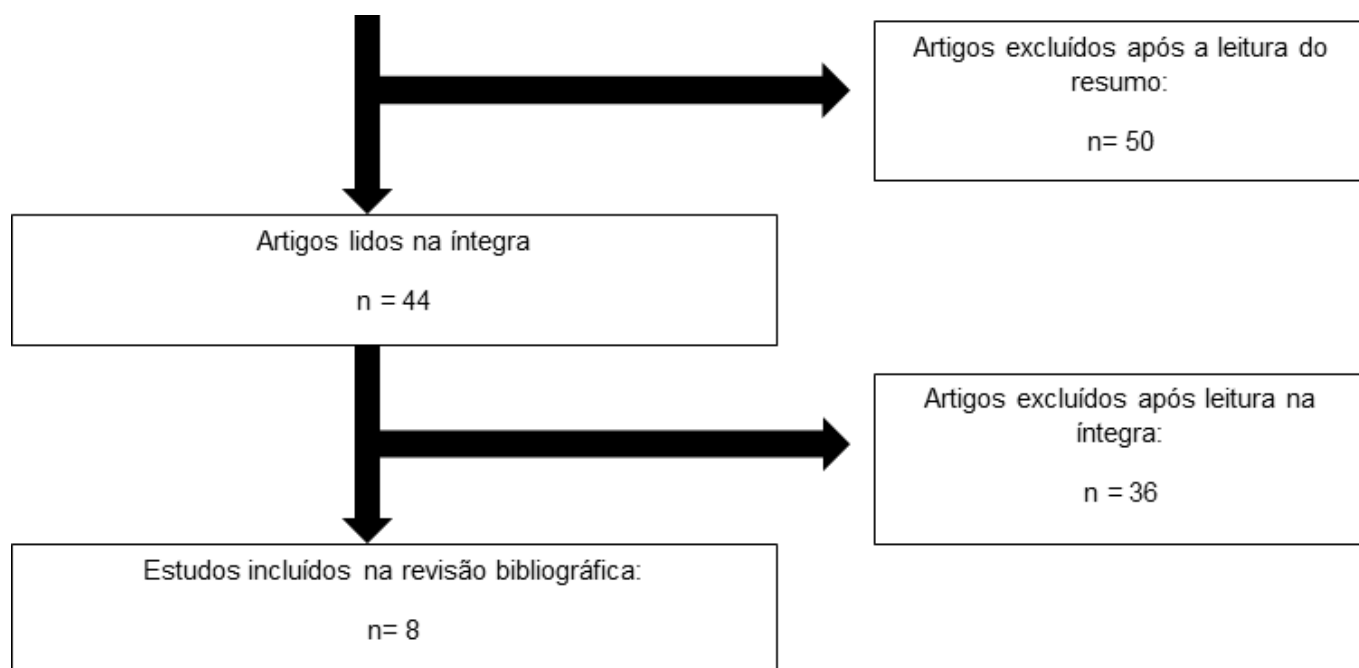 Artigos excluídos após a leitura do
resumo:
n= 50
Artigos lidos na íntegra
n = 44
Artigos excluídos após leitura na
íntegra:
n = 36
Estudos incluídos na revisão bibliográfica:
n= 8